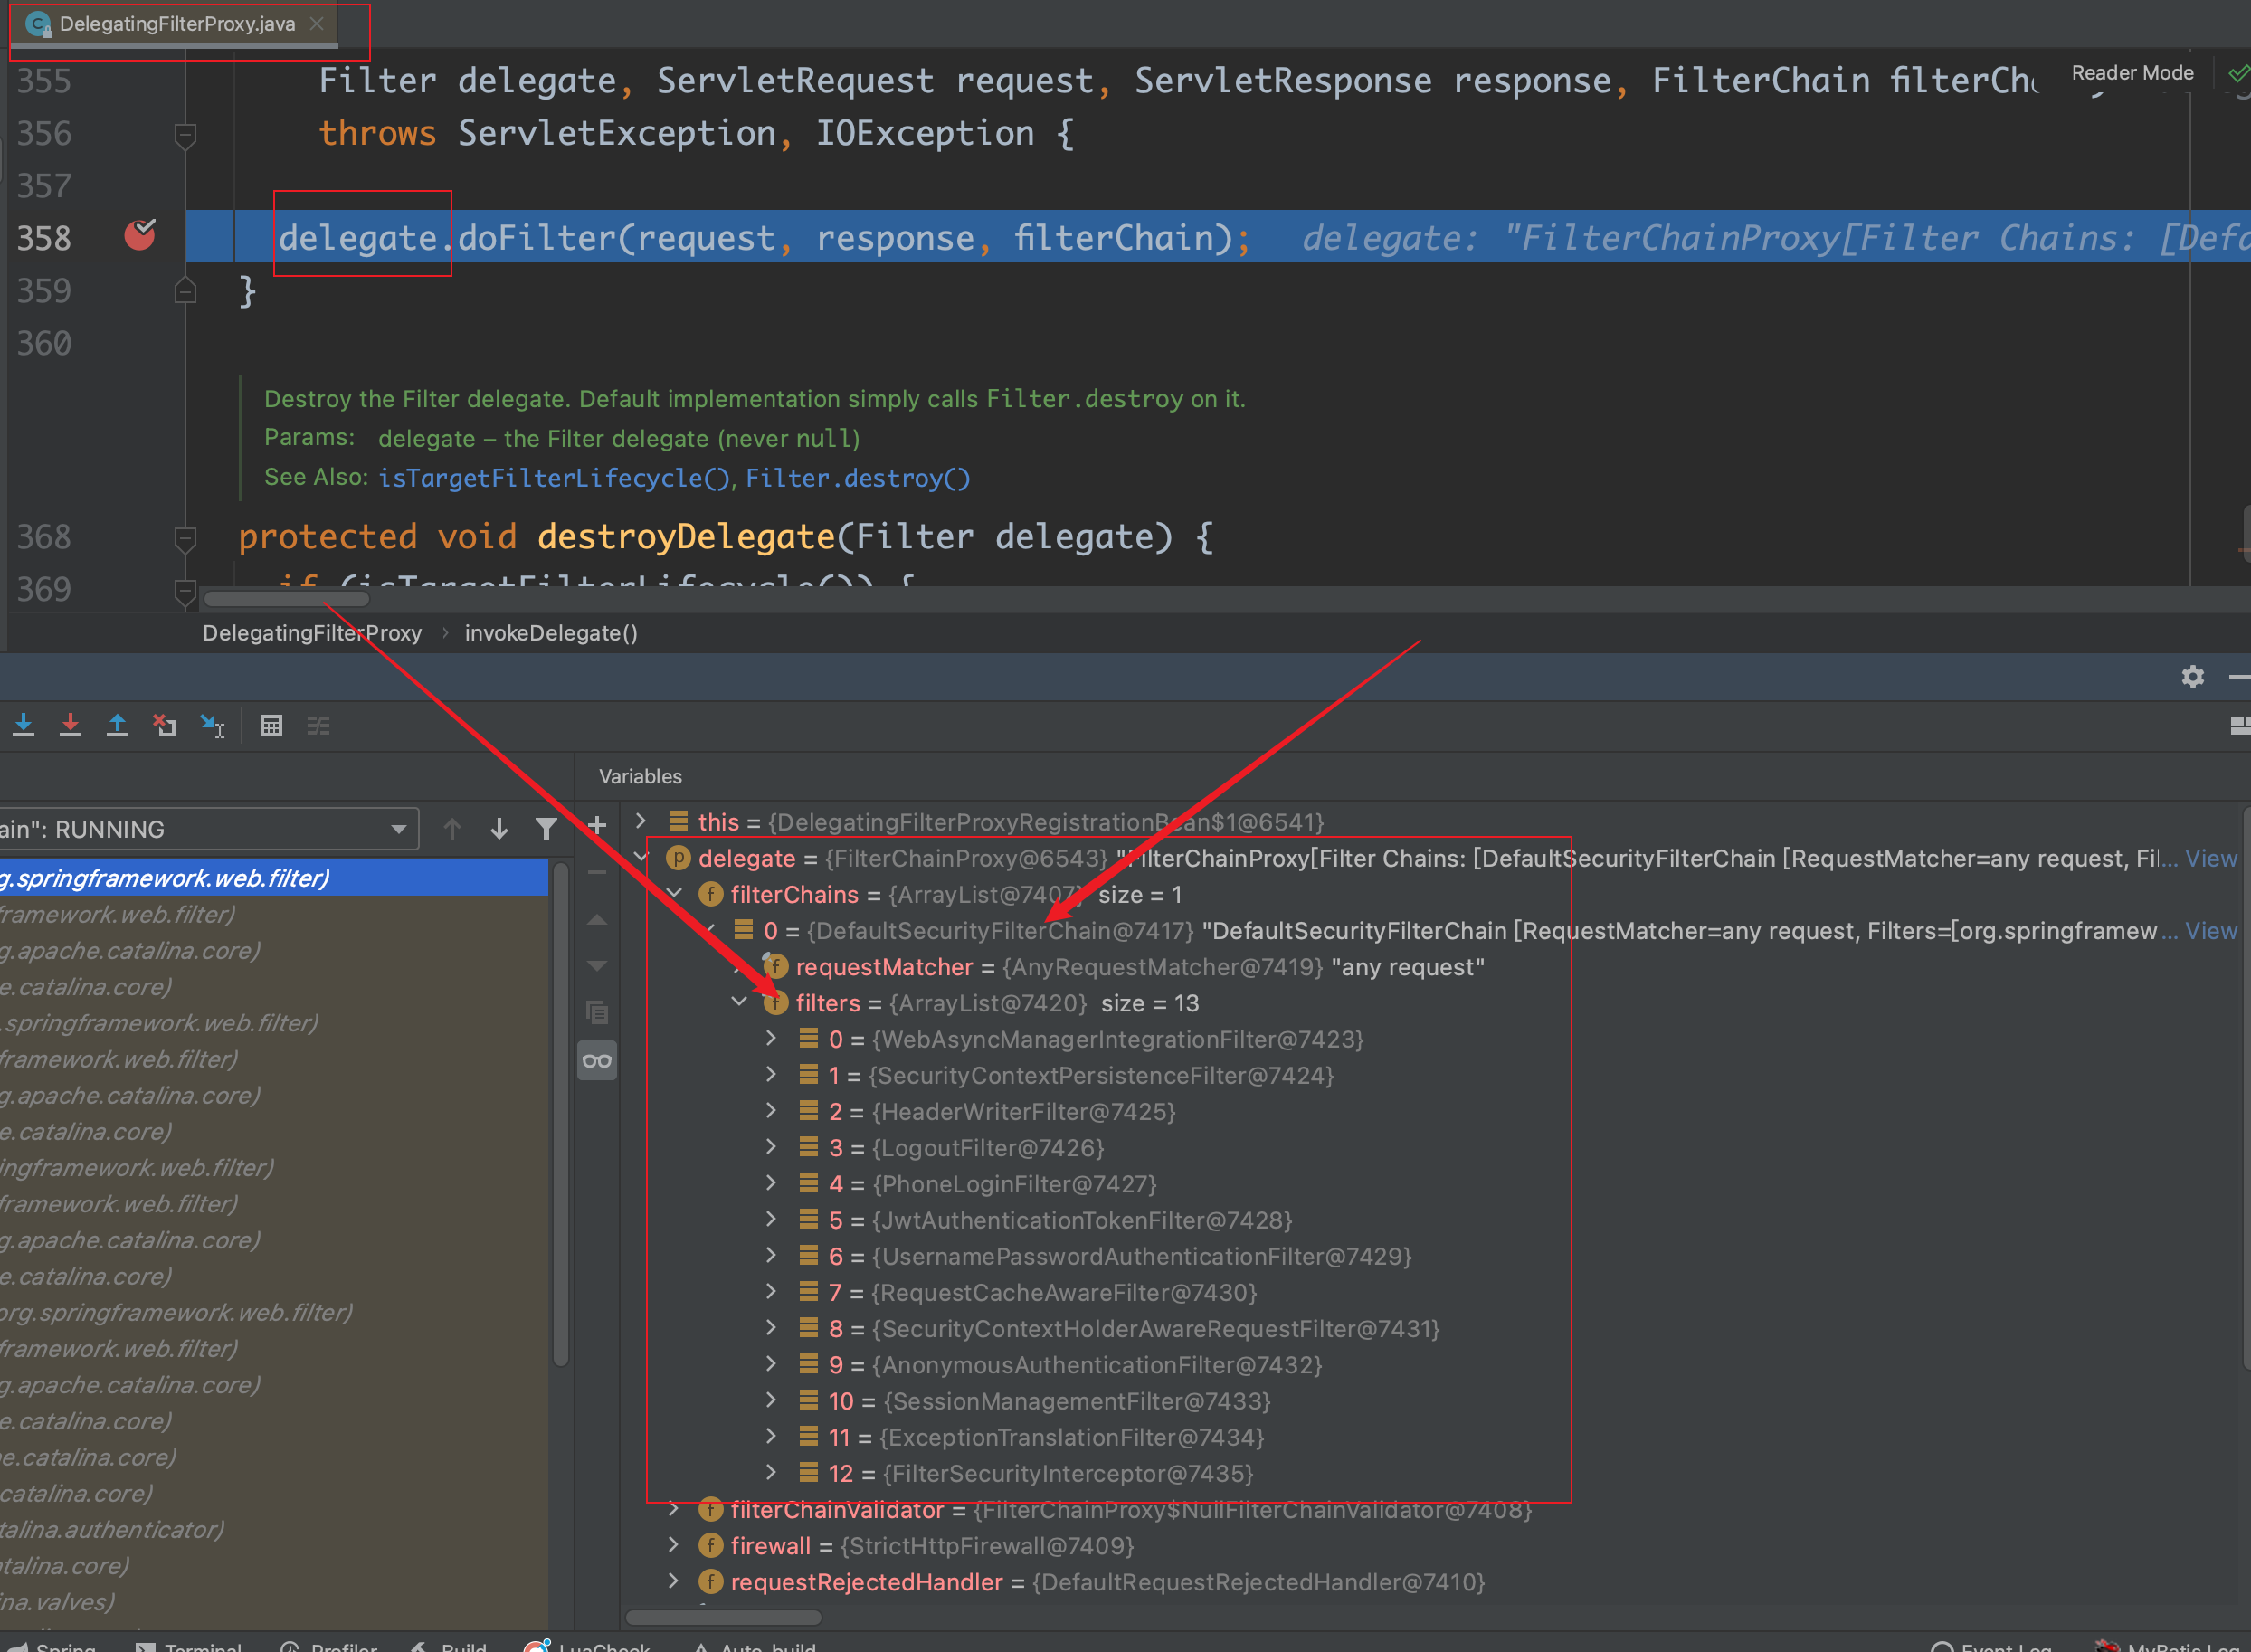 DelegatingFilterProxy.java
Reader Mode
355 Filter delegate, ServletRequest request, ServletResponse response, FilterChain
356 throws ServletException, IOException {
357
358 delegate.doFilter(request, response, filterChain); delegate: "FilterChainProxy[Filter Chains: [Defa
359 }
360
Destroy the Filter delegate. Default implementation simply calls Filter.destroy on it.
Params: delegate – the Filter delegate (never null)
See Also: isTargetFilterLifecycle(), Filter.destroy()
368 protected void destroyDelegate(Filter delegate) {
369 if (isTargetFilterLifecycle()) {
DelegatingFilterProxy › invokeDelegate()
Variables
ain": RUNNING
g.springframework.web.filter)
framework.web.filter)
g.apache.catalina.core)
e.catalina.core)
.springframework.web.filter)
framework.web.filter)
g.apache.catalina.core)
e.catalina.core)
ingframework.web.filter)
framework.web.filter)
g.apache.catalina.core)
e.catalina.core)
org.springframework.web.filter)
framework.web.filter)
g.apache.catalina.core)
e.catalina.core)
e.catalina.core)
catalina.core)
talina.authenticator)
talina.core)
ina.valves)
this = {DelegatingFilterProxyRegistrationBean$1@6541}
delegate = {FilterChainProxy@6543} "FilterChainProxy[Filter Chains: [DefaultSecurityFilterChain [RequestMatcher=any request, Fil... View
filterChains = {ArrayList@7407} size = 1
0 = {DefaultSecurityFilterChain@7417} "DefaultSecurityFilterChain [RequestMatcher=any request, Filters=[org.springframew... View
requestMatcher = {AnyRequestMatcher@7419} "any request"
filters = {ArrayList@7420} size = 13
0 = {WebAsyncManagerIntegrationFilter@7423}
1 = {SecurityContextPersistenceFilter@7424}
2 = {HeaderWriterFilter@7425}
3 = {LogoutFilter@7426}
4 = {PhoneLoginFilter@7427}
5 = {JwtAuthenticationTokenFilter@7428}
6 = {UsernamePasswordAuthenticationFilter@7429}
7 = {RequestCacheAwareFilter@7430}
8 = {SecurityContextHolderAwareRequestFilter@7431}
9 = {AnonymousAuthenticationFilter@7432}
10 = {SessionManagementFilter@7433}
11 = {ExceptionTranslationFilter@7434}
12 = {FilterSecurityInterceptor@7435}
filterChainValidator = {FilterChainProxy$NullFilterChainValidator@7408}
firewall = {StrictHttpFirewall@7409}
requestRejectedHandler = {DefaultRequestRejectedHandler@7410}
Spring Terminal Profiler Build LuaCheck Auto-build Event Log MyBatis Log